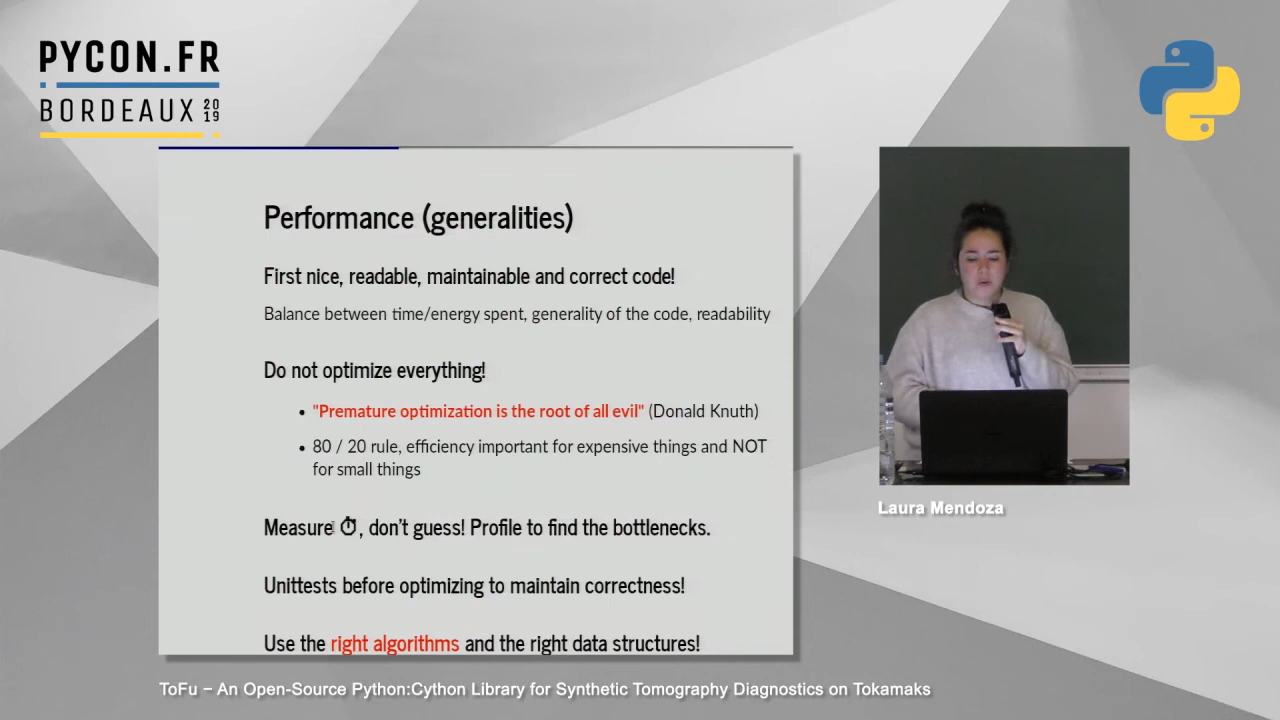 PYCON.FR
BORDEAUX 2019
Performance (generalities)
First nice, readable, maintainable and correct code!
Balance between time/energy spent, generality of the code, readability
Do not optimize everything!
• "Premature optimization is the root of all evil" (Donald Knuth)
• 80 / 20 rule, efficiency important for expensive things and NOT
for small things
Measure ⏱, don't guess! Profile to find the bottlenecks.
Unittests before optimizing to maintain correctness!
Use the right algorithms and the right data structures!
Laura Mendoza
ToFu – An Open-Source Python:Cython Library for Synthetic Tomography Diagnostics on Tokamaks